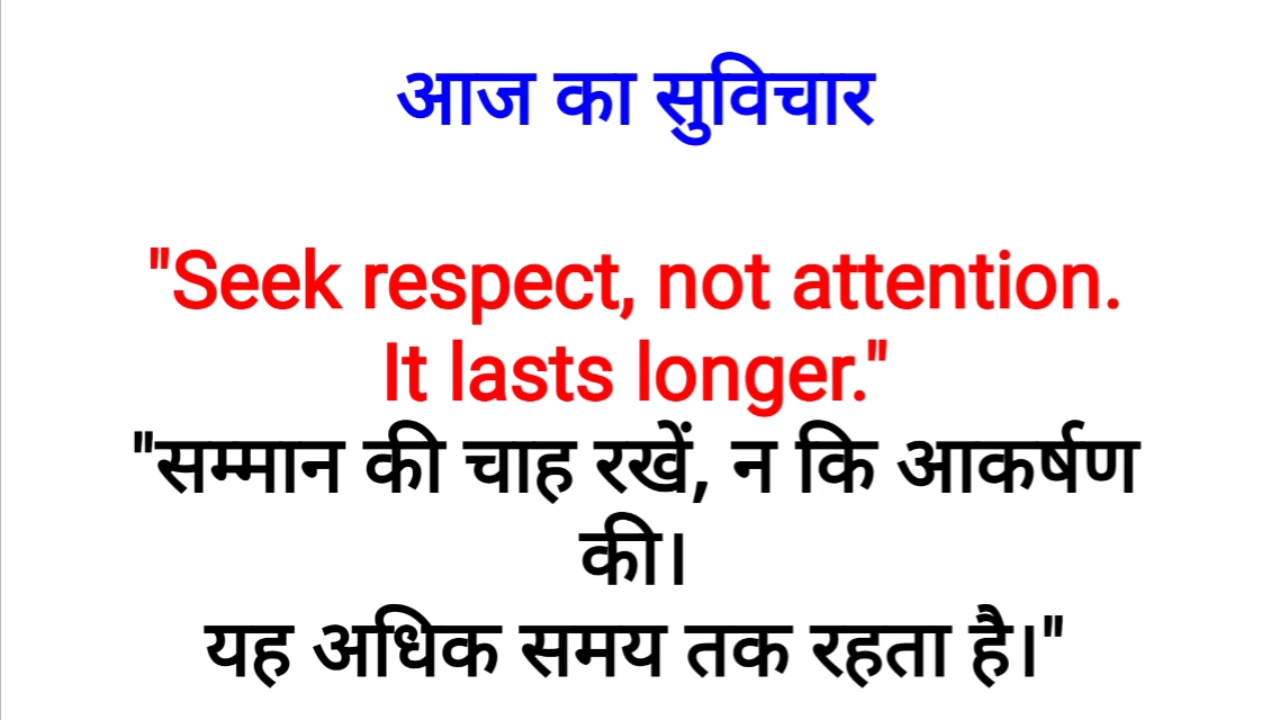 आज का सुविचार
"Seek respect, not attention.
It lasts longer."
"सम्मान की चाह रखें, न कि आकर्षण
की।
यह अधिक समय तक रहता है।"